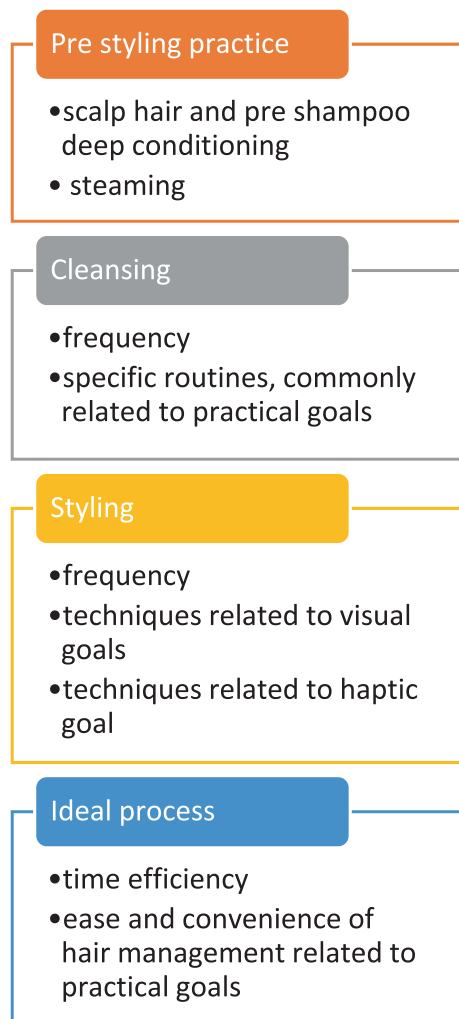 Pre styling practice
•scalp hair and pre shampoo
deep conditioning
• steaming
Cleansing
•frequency
•specific routines, commonly
related to practical goals
Styling
•frequency
•techniques related to visual
goals
•techniques related to haptic
goal
Ideal process
•time efficiency
•ease and convenience of
hair management related to
practical goals